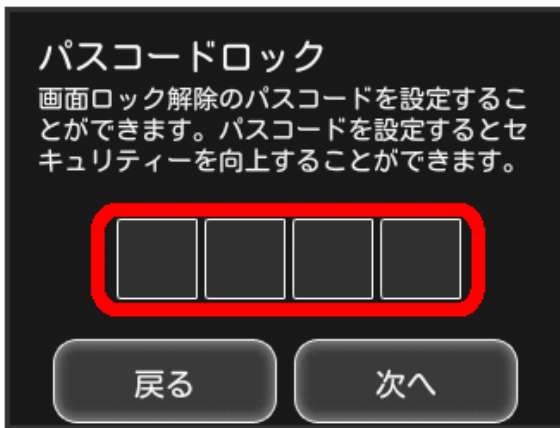 パスコードロック
画面ロック解除のパスコードを設定するこ
とができます。パスコードを設定するとセ
キュリティーを向上することができます。
戻る
次へ